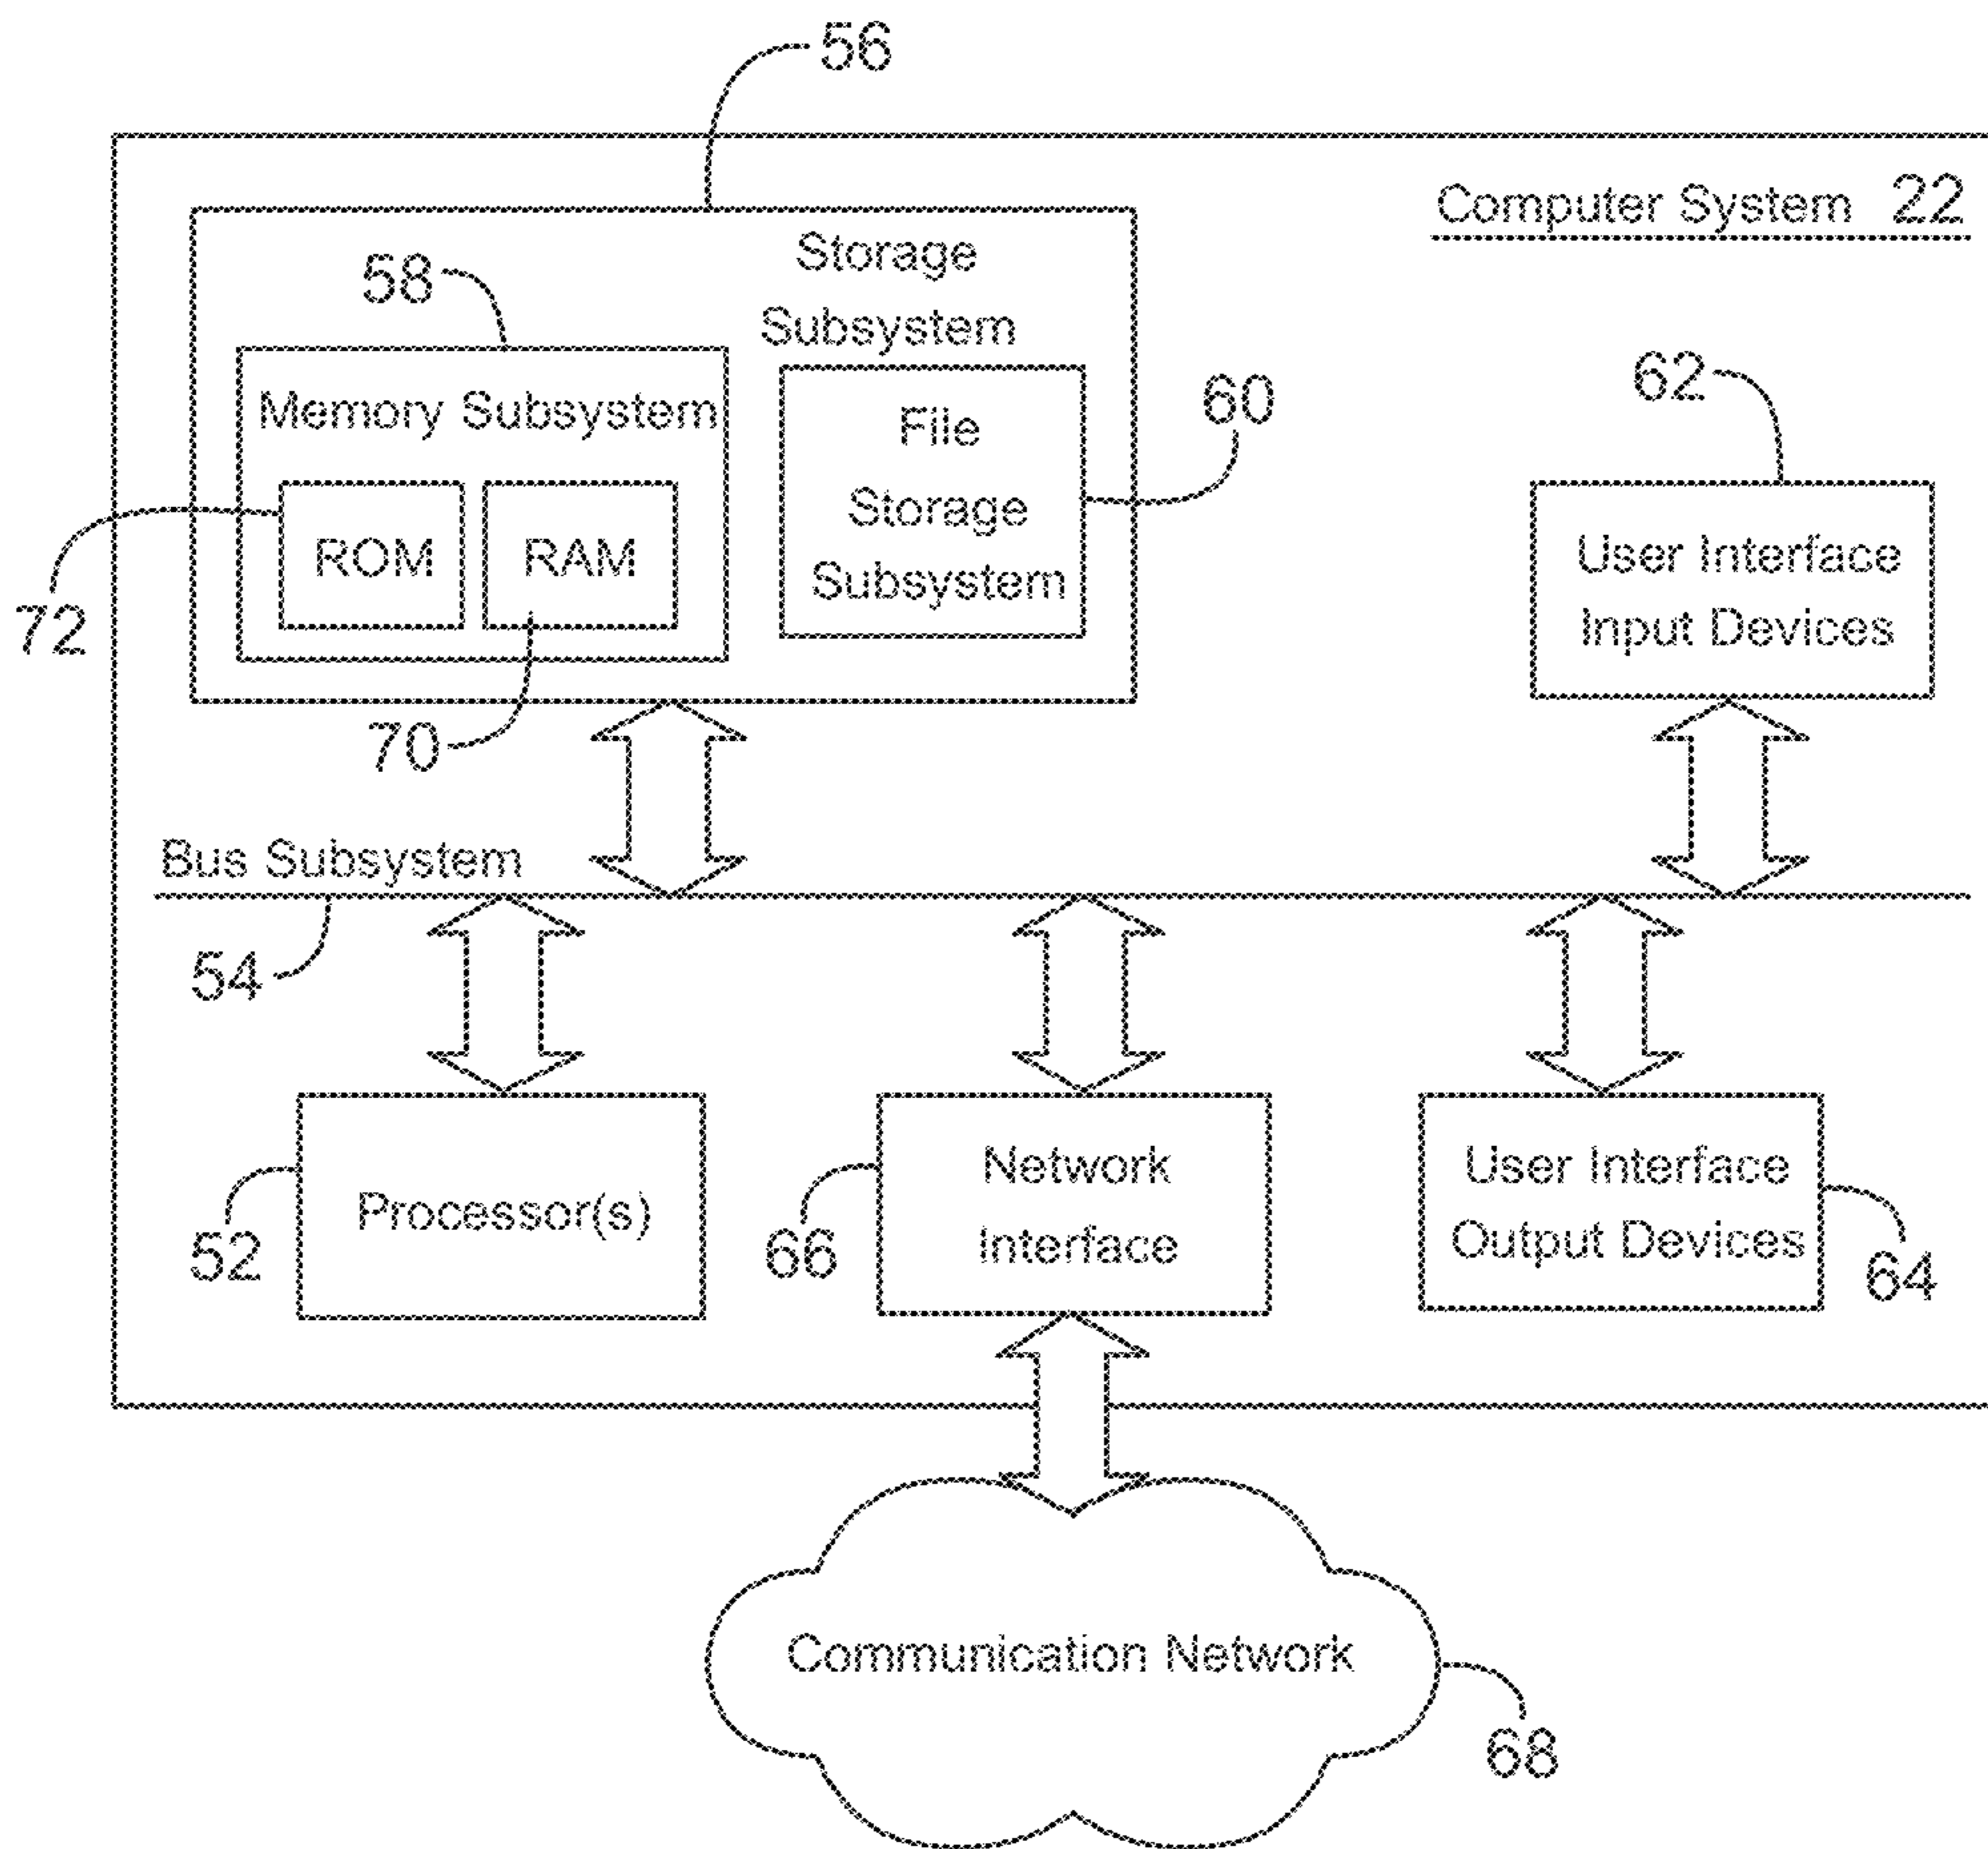 56
Computer System 22
Storage
Subsystem
58
Memory Subsystem
ROM
RAM
72
70
File
Storage
Subsystem
60
62
User Interface
Input Devices
Bus Subsystem
54
Processor(s)
52
Network
Interface
66
User Interface
Output Devices
64
Communication Network
68